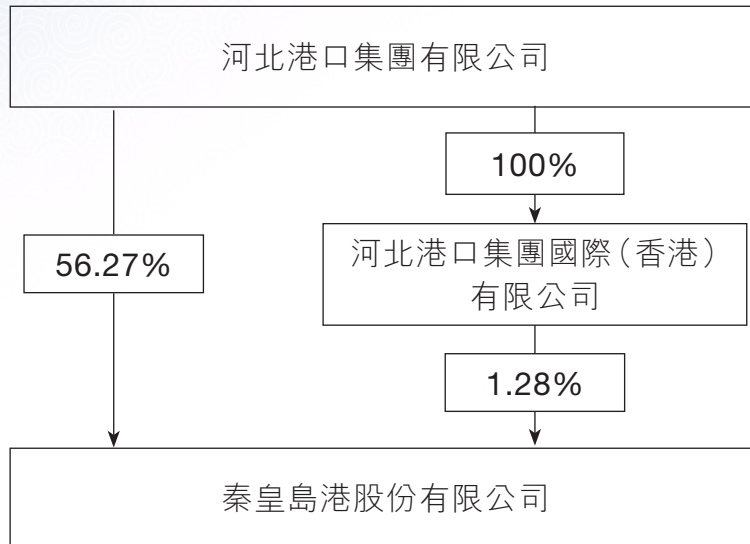 河北港口集團有限公司
100%
56.27%
河北港口集團國際（香港）
有限公司
1.28%
秦皇島港股份有限公司